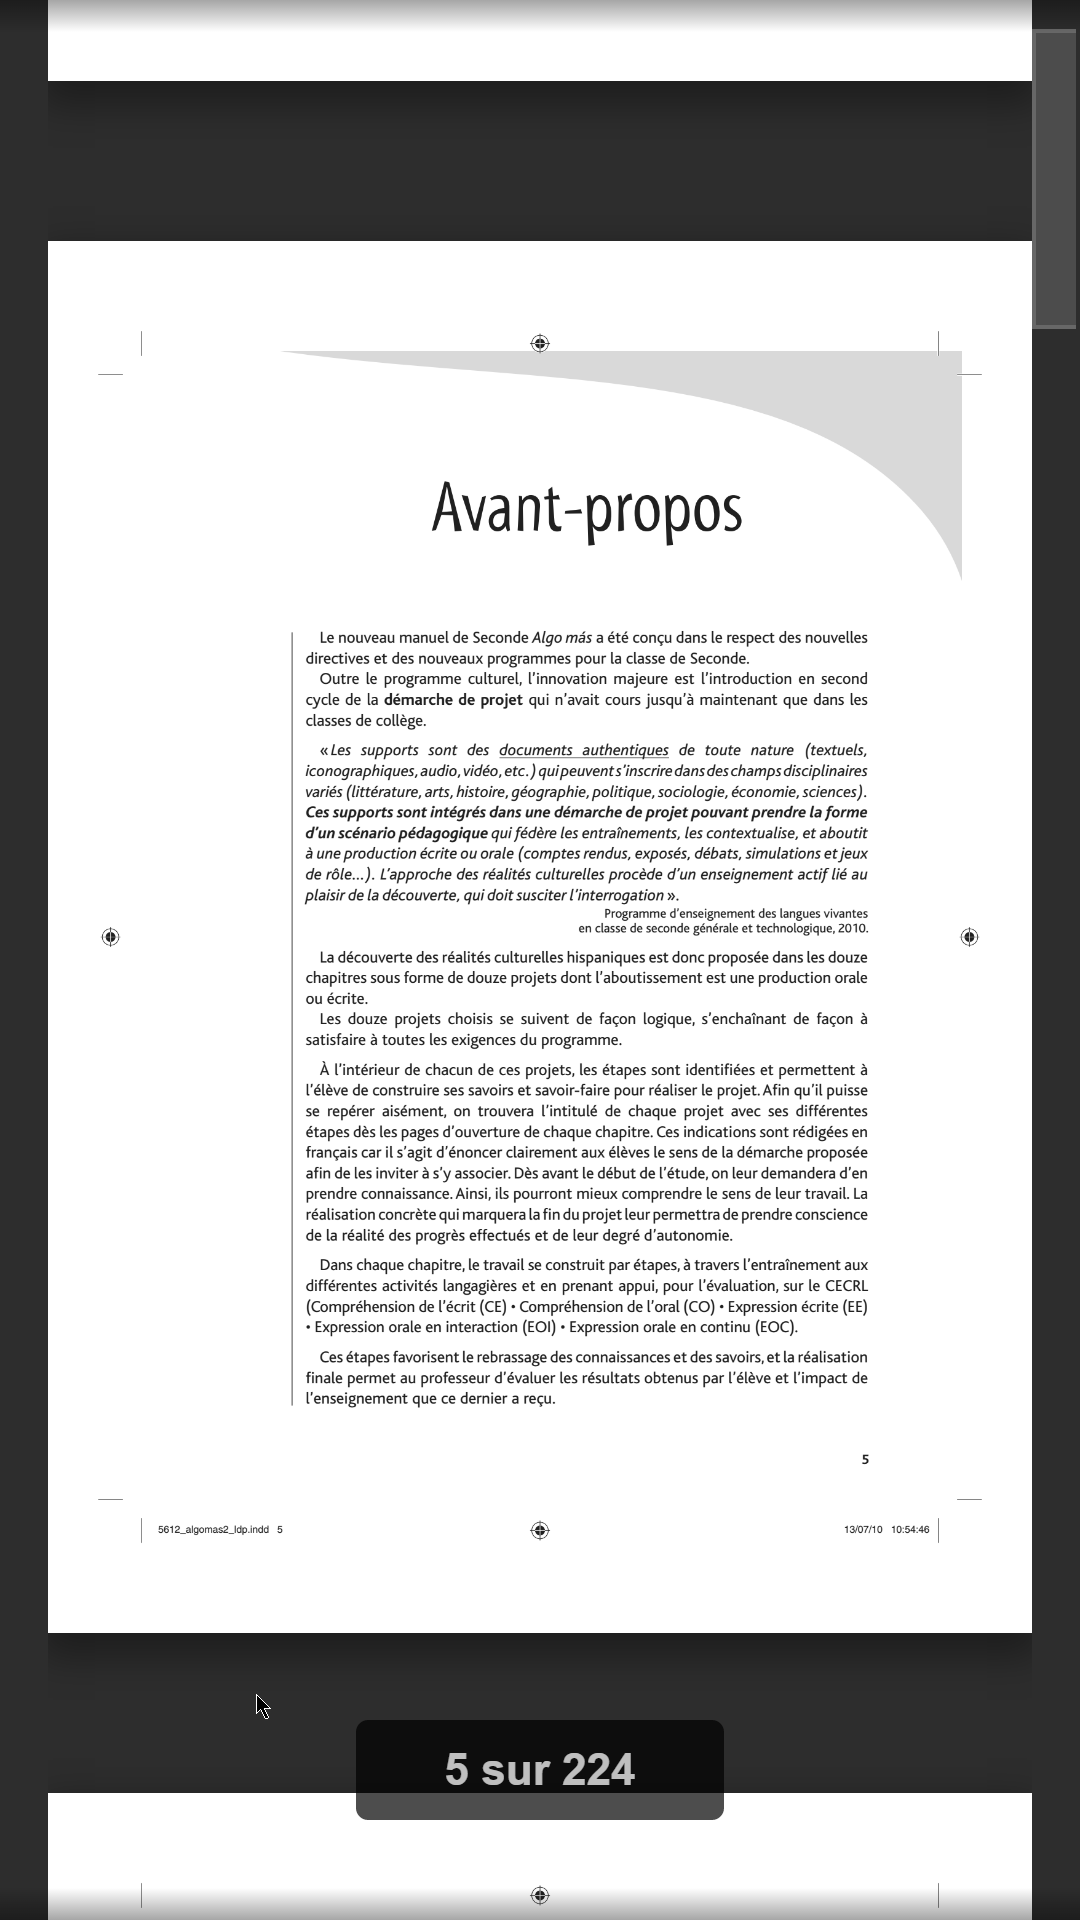 Avant-propos
Le nouveau manuel de Seconde Algo más a été conçu dans le respect des nouvelles
directives et des nouveaux programmes pour la classe de Seconde.
Outre le programme culturel, l’innovation majeure est l’introduction en second
cycle de la démarche de projet qui n’avait cours jusqu’à maintenant que dans les
classes de collège.
« Les supports sont des documents authentiques de toute nature (textuels,
iconographiques, audio, vidéo, etc.) qui peuvent s’inscrire dans des champs disciplinaires
variés (littérature, arts, histoire, géographie, politique, sociologie, économie, sciences).
Ces supports sont intégrés dans une démarche de projet pouvant prendre la forme
d’un scénario pédagogique qui fédère les entraînements, les contextualise, et aboutit
à une production écrite ou orale (comptes rendus, exposés, débats, simulations et jeux
de rôle...). L’approche des réalités culturelles procède d’un enseignement actif lié au
plaisir de la découverte, qui doit susciter l’interrogation ».
Programme d’enseignement des langues vivantes
en classe de seconde générale et technologique, 2010.
La découverte des réalités culturelles hispaniques est donc proposée dans les douze
chapitres sous forme de douze projets dont l’aboutissement est une production orale
ou écrite.
Les douze projets choisis se suivent de façon logique, s’enchaînant de façon à
satisfaire à toutes les exigences du programme.
À l’intérieur de chacun de ces projets, les étapes sont identifiées et permettent à
l’élève de construire ses savoirs et savoir-faire pour réaliser le projet. Afin qu’il puisse
se repérer aisément, on trouvera l’intitulé de chaque projet avec ses différentes
étapes dès les pages d’ouverture de chaque chapitre. Ces indications sont rédigées en
français car il s’agit d’énoncer clairement aux élèves le sens de la démarche proposée
afin de les inviter à s’y associer. Dès avant le début de l’étude, on leur demandera d’en
prendre connaissance. Ainsi, ils pourront mieux comprendre le sens de leur travail. La
réalisation concrète qui marquera la fin du projet leur permettra de prendre conscience
de la réalité des progrès effectués et de leur degré d’autonomie.
Dans chaque chapitre, le travail se construit par étapes, à travers l’entraînement aux
différentes activités langagières et en prenant appui, pour l’évaluation, sur le CECRL
(Compréhension de l’écrit (CE) • Compréhension de l’oral (CO) • Expression écrite (EE)
• Expression orale en interaction (EOI) • Expression orale en continu (EOC).
Ces étapes favorisent le rebrassage des connaissances et des savoirs, et la réalisation
finale permet au professeur d’évaluer les résultats obtenus par l’élève et l’impact de
l’enseignement que ce dernier a reçu.
5
5612_algomas2_ldp.indd 5
13/07/10 10:54:46
5 sur 224